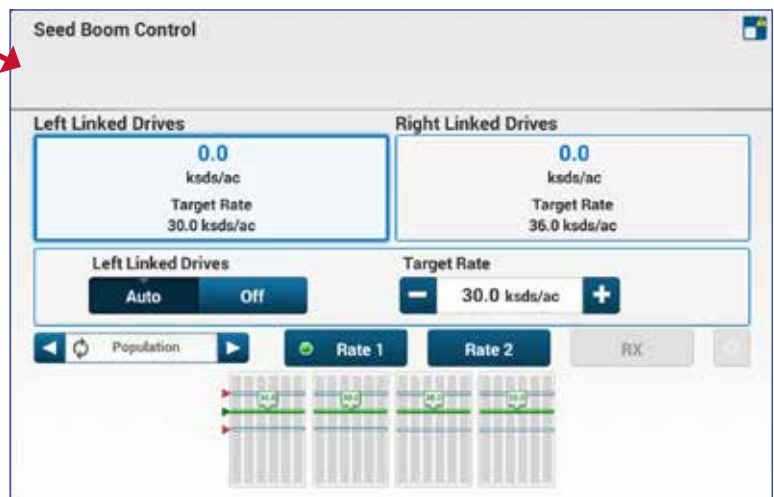 Seed Boom Control
Left Linked Drives
Right Linked Drives
0.0
ksds/ac
Target Rate
30.0 ksds/ac
0.0
ksds/ac
Target Rate
36.0 ksds/ac
Left Linked Drives
Target Rate
Auto
Off
30.0 ksds/ac
Population
Rate 1
Rate 2
RX